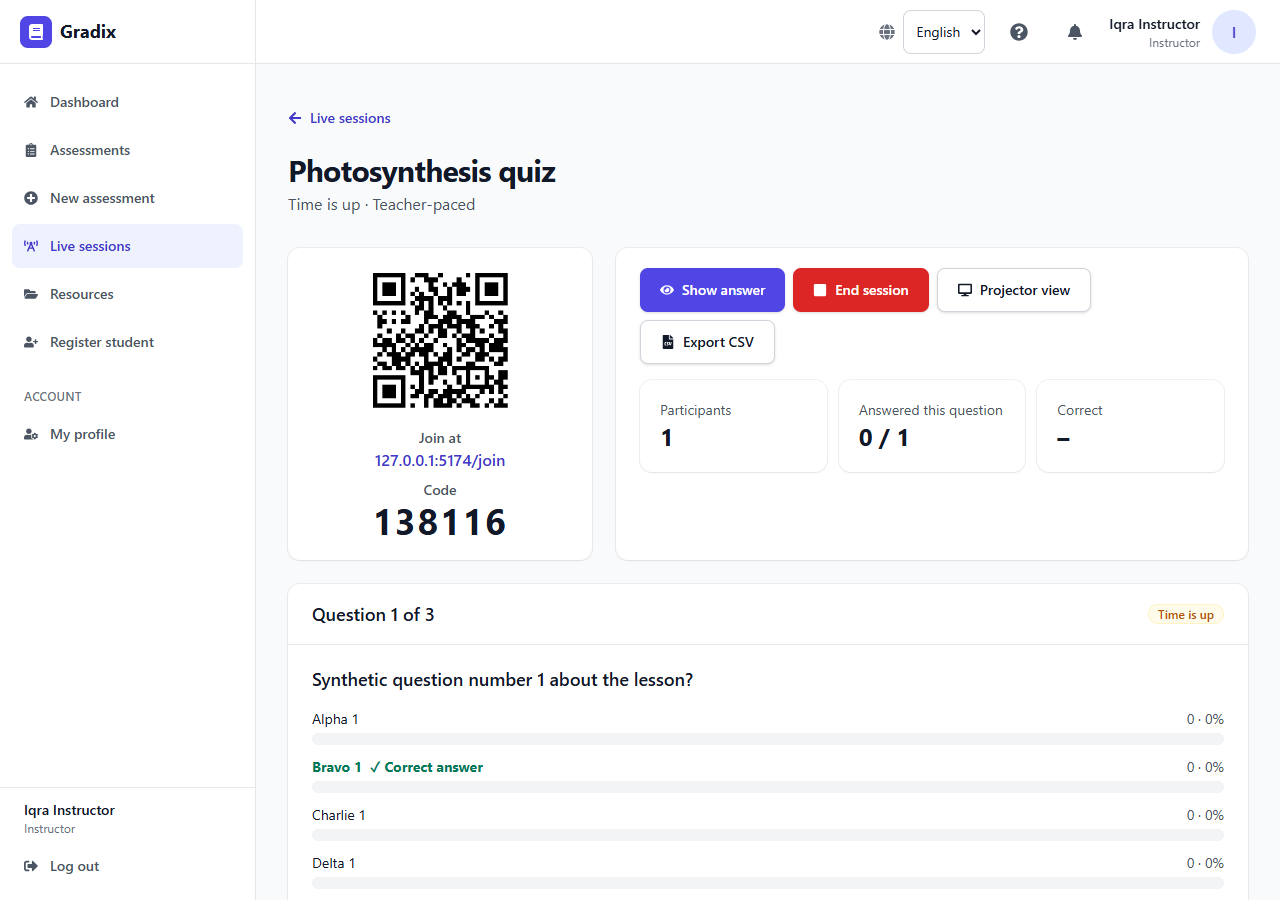 Gradix
English
Iqra Instructor
Instructor
I
Dashboard
Assessments
New assessment
Live sessions
Resources
Register student
ACCOUNT
My profile
Iqra Instructor
Instructor
Log out
Live sessions
Photosynthesis quiz
Time is up · Teacher-paced
Join at
127.0.0.1:5174/join
Code
138116
Show answer
End session
Projector view
Export CSV
Participants
1
Answered this question
0 / 1
Correct
–
Question 1 of 3
Time is up
Synthetic question number 1 about the lesson?
Alpha 1 0 · 0%
Bravo 1 ✓ Correct answer 0 · 0%
Charlie 1 0 · 0%
Delta 1 0 · 0%